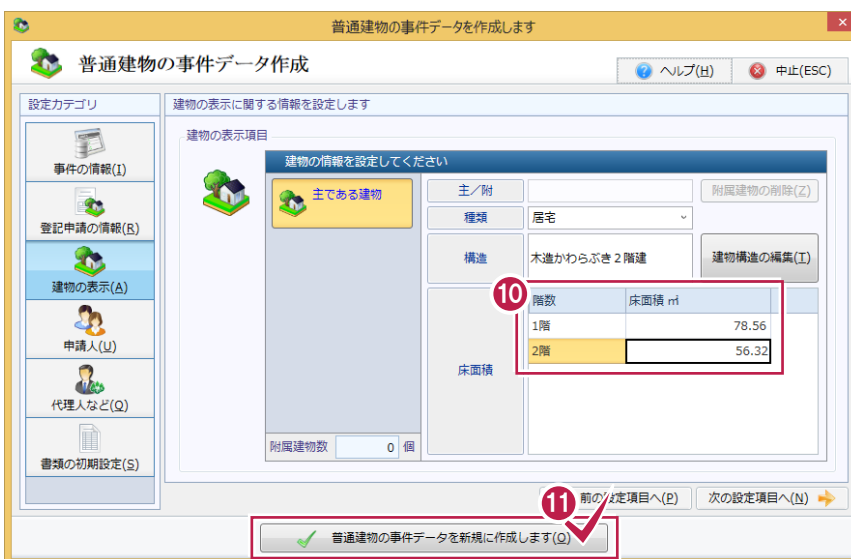 普通建物の事件データを作成します
普通建物の事件データ作成
ヘルプ(H)
中止(ESC)
設定カテゴリ
事件の情報(I)
登記申請の情報(R)
建物の表示(A)
申請人(U)
代理人など(Q)
書類の初期設定(S)
建物の表示に関する情報を設定します
建物の表示項目
建物の情報を設定してください
主である建物
附属建物数 0 個
主/附
附属建物の削除(Z)
種類 居宅
構造 木造かわらぶき2階建
建物構造の編集(T)
⑩
床面積
階数 床面積 ㎡
1階 78.56
2階 56.32
⑪
前の設定項目へ(P)
次の設定項目へ(N)
普通建物の事件データを新規に作成します(O)